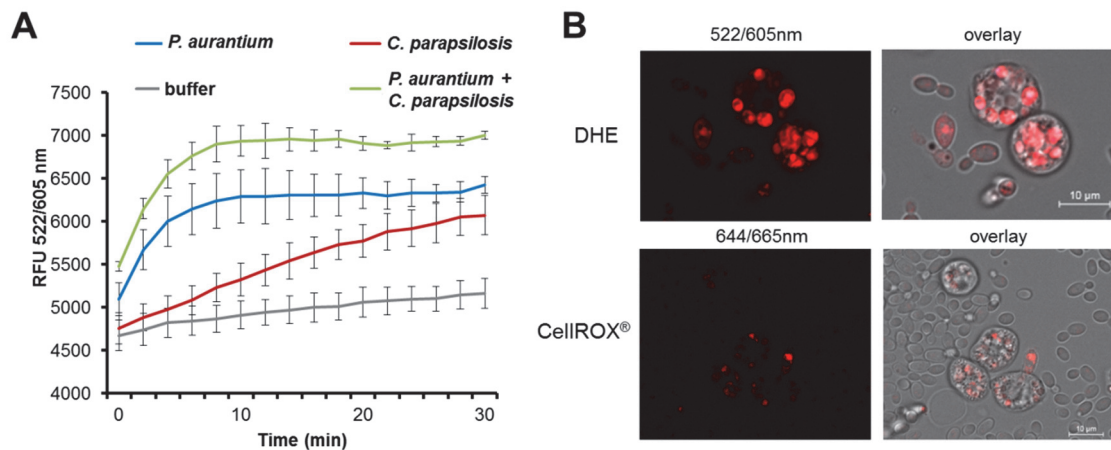 A
P. aurantium
C. parapsilosis
buffer
P. aurantium +
C. parapsilosis
7500
7000
6500
6000
5500
5000
4500
4000
RFU 522/605 nm
0
10
20
30
Time (min)
B
522/605nm
overlay
DHE
10 µm
644/665nm
overlay
CellROX®
10 µm